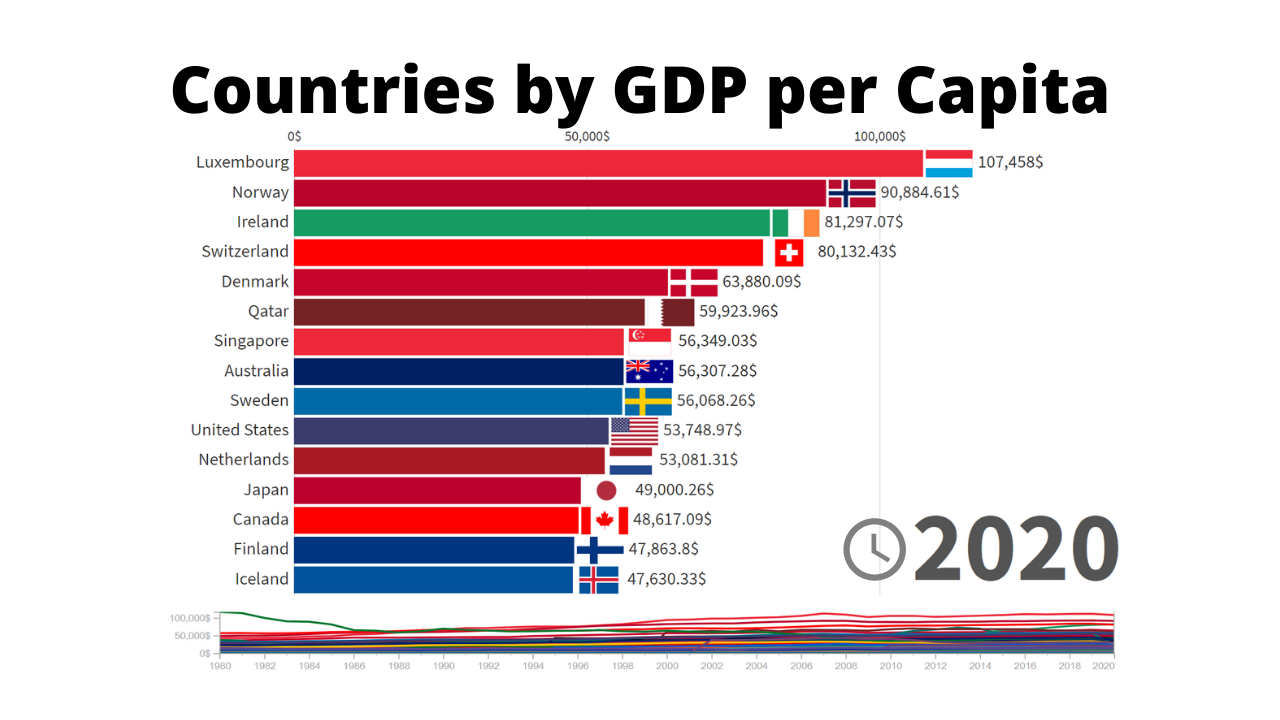 Countries by GDP per Capita
0$ 50,000$ 100,000$
Luxembourg 107,458$
Norway 90,884.61$
Ireland 81,297.07$
Switzerland 80,132.43$
Denmark 63,880.09$
Qatar 59,923.96$
Singapore 56,349.03$
Australia 56,307.28$
Sweden 56,068.26$
United States 53,748.97$
Netherlands 53,081.31$
Japan 49,000.26$
Canada 48,617.09$
Finland 47,863.8$
Iceland 47,630.33$
2020
100,000$
50,000$
0$
1980 1982 1984 1986 1988 1990 1992 1994 1996 1998 2000 2002 2004 2006 2008 2010 2012 2014 2016 2018 2020